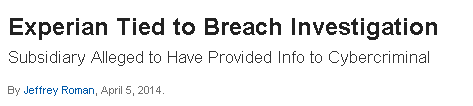 Experian Tied to Breach Investigation
Subsidiary Alleged to Have Provided Info to Cybercriminal
By Jeffrey Roman, April 5, 2014.